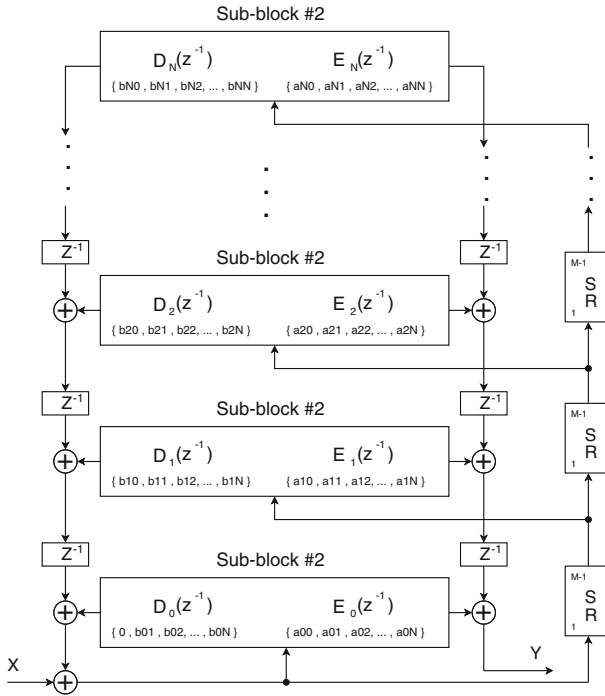 Sub-block #2
D_N(z^-1) E_N(z^-1)
{ bN0 , bN1 , bN2, ... , bNN } { aN0 , aN1 , aN2, ... , aNN }
Z^-1 Z^-1
Sub-block #2
D_2(z^-1) E_2(z^-1)
{ b20 , b21 , b22, ... , b2N } { a20 , a21 , a22, ... , a2N }
M-1
SR
1
Z^-1 Z^-1
Sub-block #2
D_1(z^-1) E_1(z^-1)
{ b10 , b11 , b12, ... , b1N } { a10 , a11 , a12, ... , a1N }
M-1
SR
1
Z^-1 Z^-1
Sub-block #2
D_0(z^-1) E_0(z^-1)
{ 0 , b01 , b02, ... , b0N } { a00 , a01 , a02, ... , a0N }
M-1
SR
1
X Y